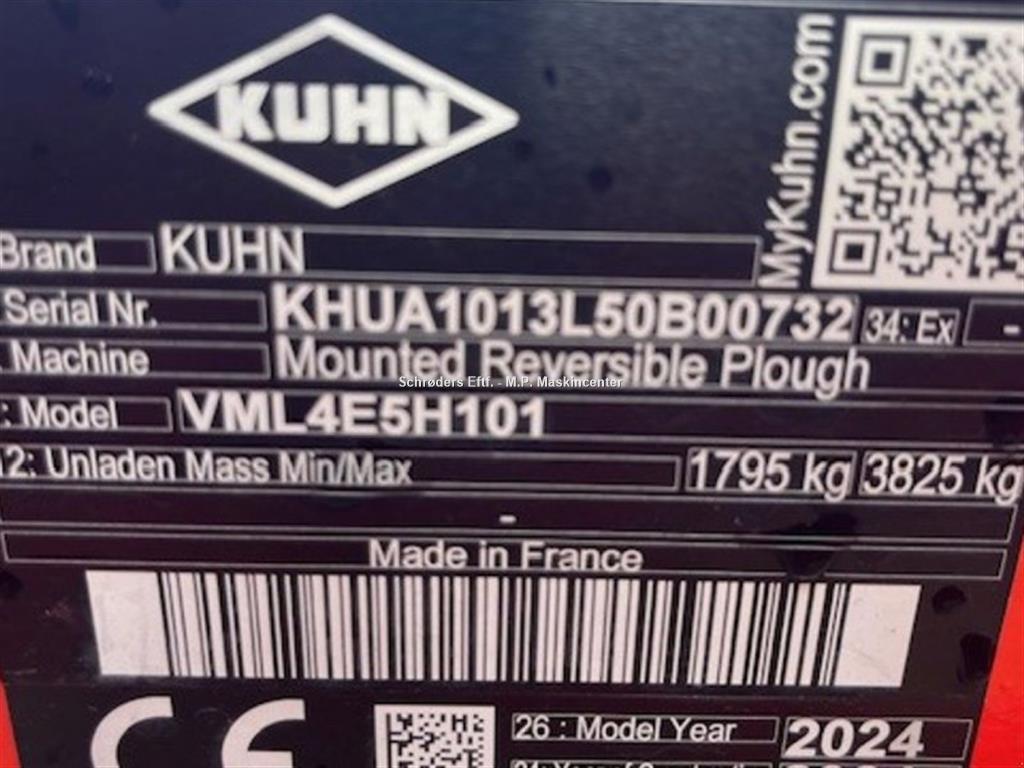 KUHN
MyKuhn.com
Brand KUHN
Serial Nr. KHUA1013L50B00732 34: Ex -
Machine Mounted Reversible Plough
Schrøders Eftf. - M.P. Maskincenter
: Model VML4E5H101
12: Unladen Mass Min/Max 1795 kg 3825 kg
-
Made in France
CE
26 : Model Year 2024